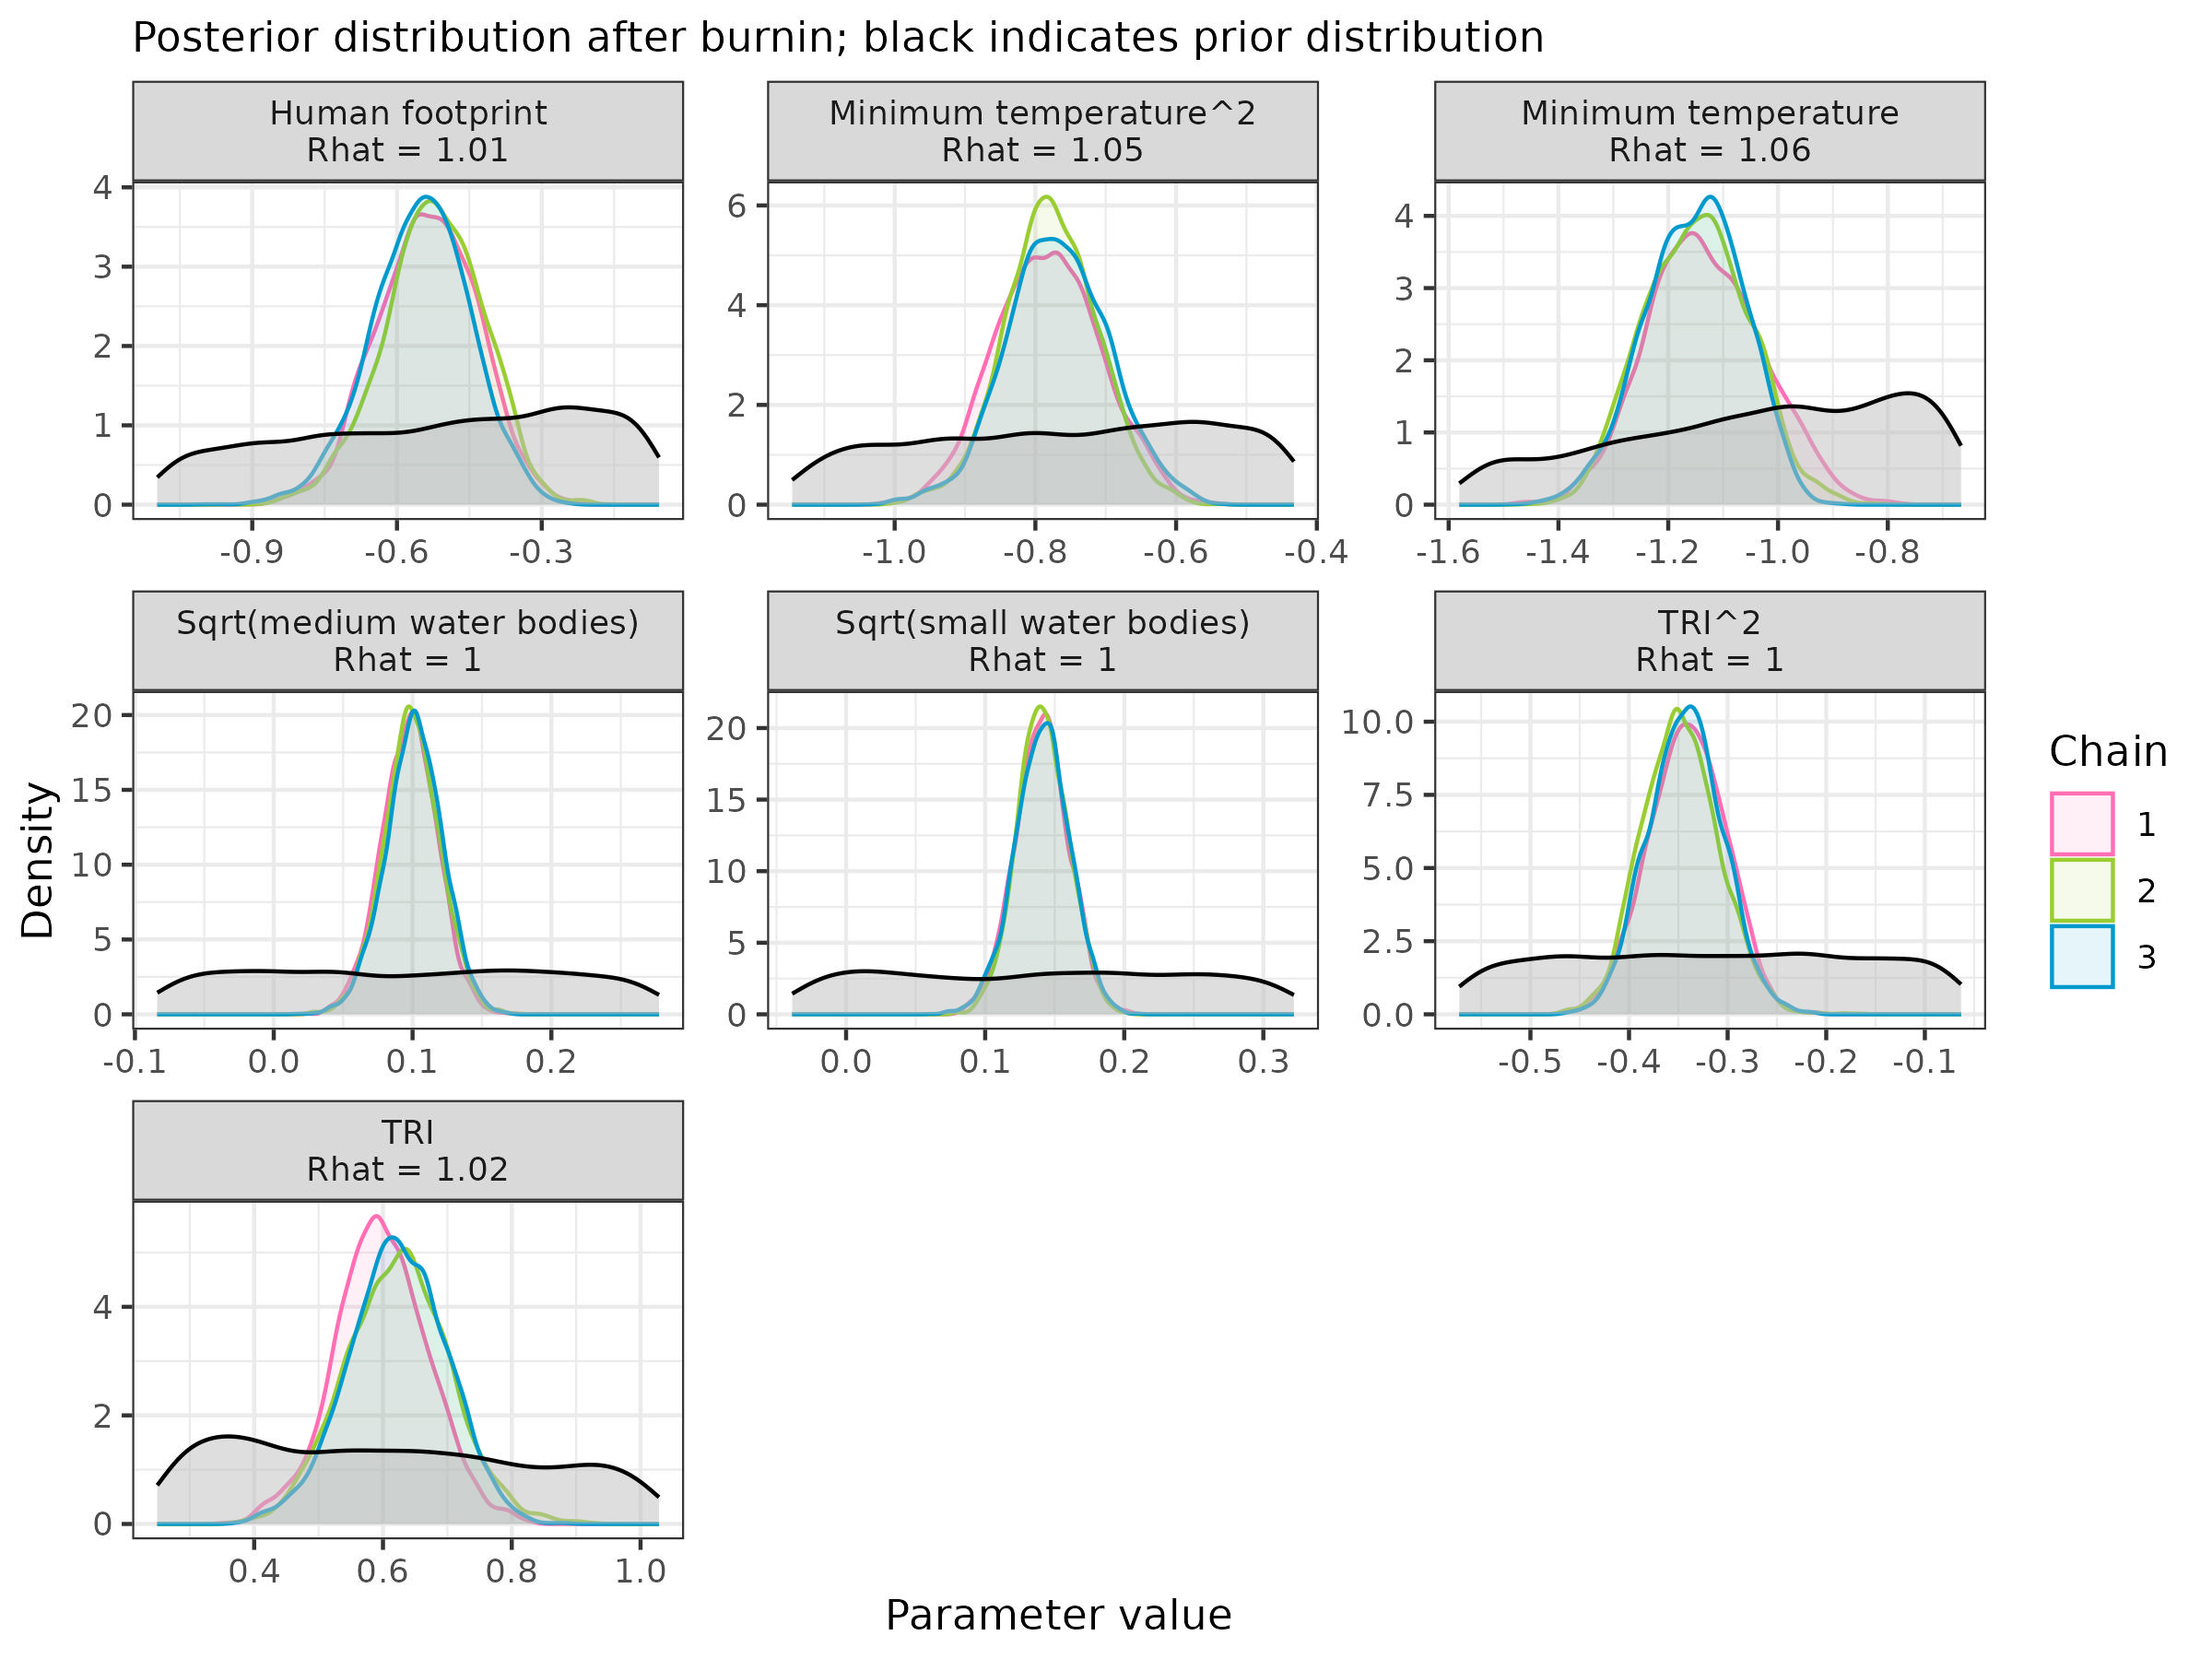 Posterior distribution after burnin; black indicates prior distribution
Human footprint
Rhat = 1.01
Minimum temperature^2
Rhat = 1.05
Minimum temperature
Rhat = 1.06
4
3
2
1
0
-0.9 -0.6 -0.3
6
4
2
0
-1.0 -0.8 -0.6 -0.4
4
3
2
1
0
-1.6 -1.4 -1.2 -1.0 -0.8
Sqrt(medium water bodies)
Rhat = 1
Sqrt(small water bodies)
Rhat = 1
TRI^2
Rhat = 1
20
15
10
5
0
-0.1 0.0 0.1 0.2
20
15
10
5
0
0.0 0.1 0.2 0.3
10.0
7.5
5.0
2.5
0.0
-0.5 -0.4 -0.3 -0.2 -0.1
TRI
Rhat = 1.02
4
2
0
0.4 0.6 0.8 1.0
Density
Parameter value
Chain
1
2
3